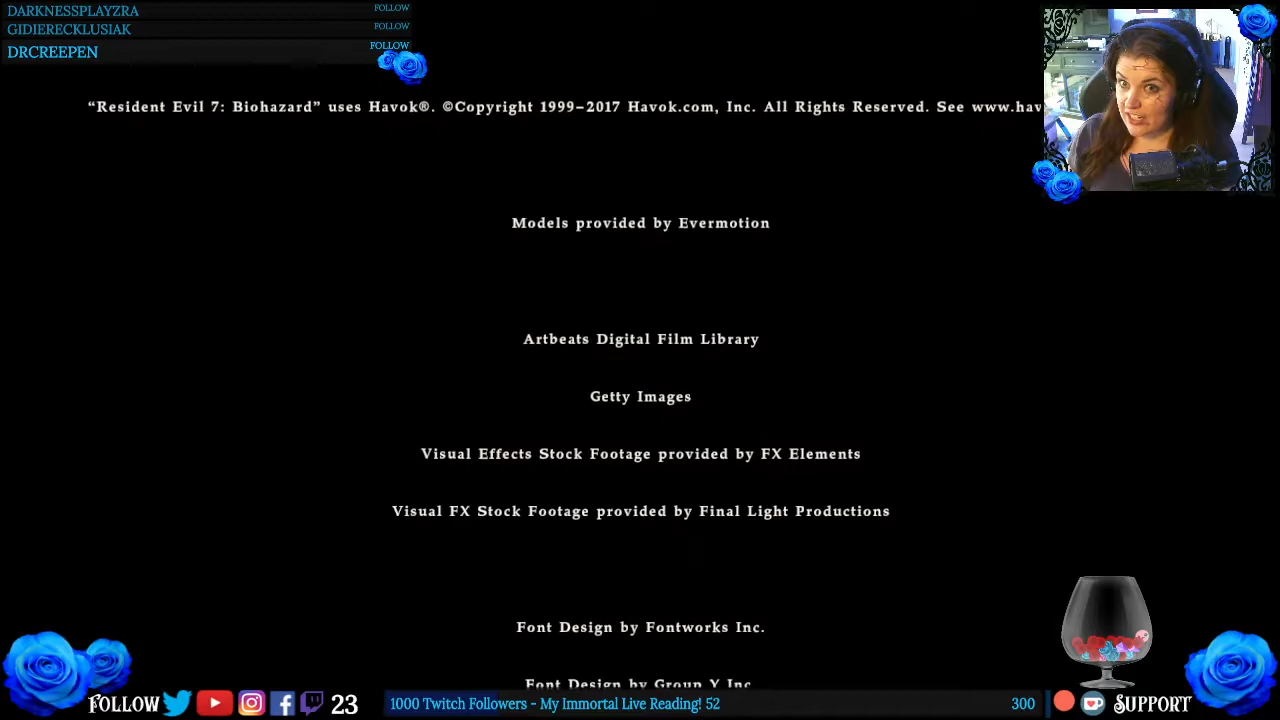 DARKNESSPLAYZRA FOLLOW
GIDIERECKLUSIAK FOLLOW
DRCREEPEN FOLLOW
“Resident Evil 7: Biohazard” uses Havok®. ©Copyright 1999–2017 Havok.com, Inc. All Rights Reserved. See www.hav
Models provided by Evermotion
Artbeats Digital Film Library
Getty Images
Visual Effects Stock Footage provided by FX Elements
Visual FX Stock Footage provided by Final Light Productions
Font Design by Fontworks Inc.
Font Design by Group Y Inc.
FOLLOW 23 1000 Twitch Followers - My Immortal Live Reading! 52 300 SUPPORT